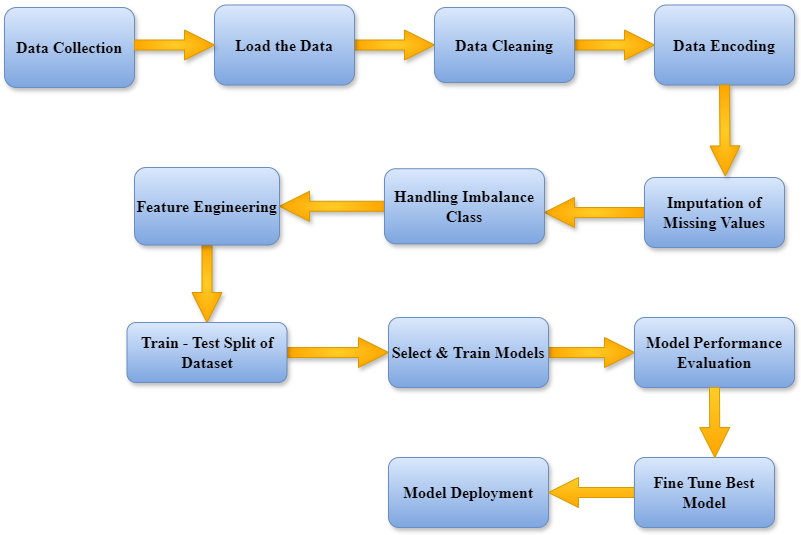 Data Collection
Load the Data
Data Cleaning
Data Encoding
Imputation of
Missing Values
Handling Imbalance
Class
Feature Engineering
Train - Test Split of
Dataset
Select & Train Models
Model Performance
Evaluation
Fine Tune Best
Model
Model Deployment